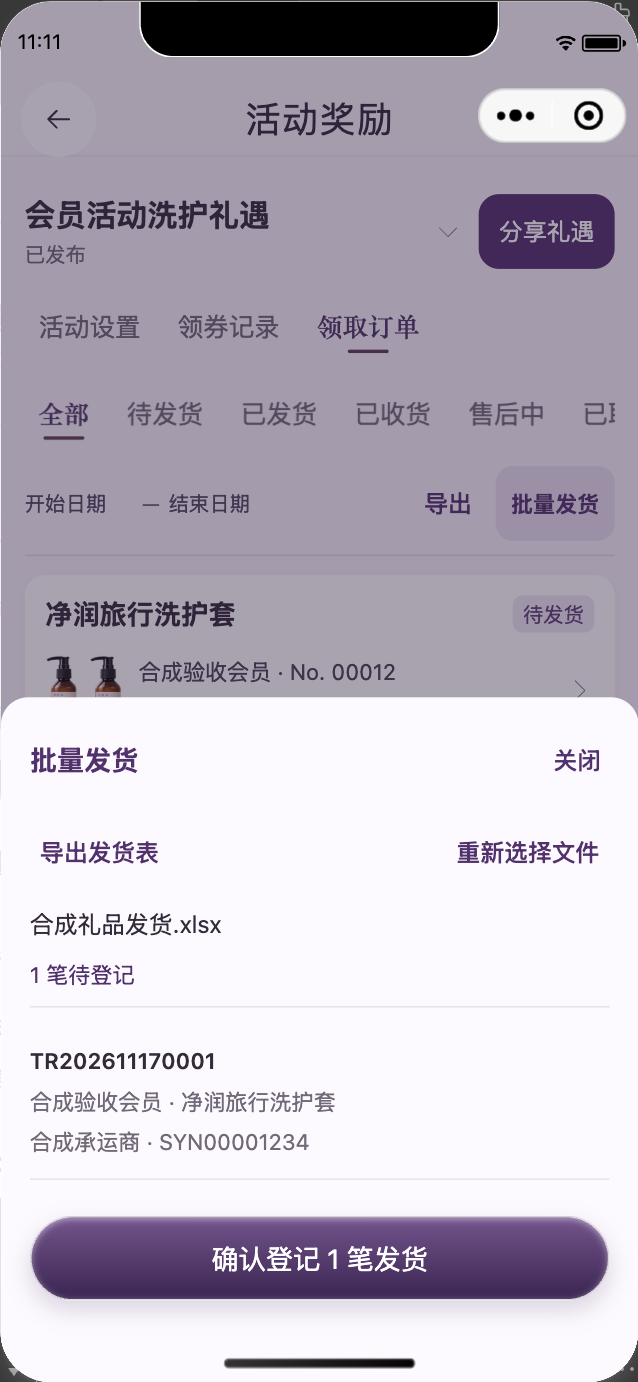 11:11
活动奖励
会员活动洗护礼遇
已发布
分享礼遇
活动设置 领券记录 领取订单
全部 待发货 已发货 已收货 售后中 已
开始日期 — 结束日期 导出 批量发货
净润旅行洗护套 待发货
合成验收会员 · No. 00012
批量发货 关闭
导出发货表 重新选择文件
合成礼品发货.xlsx
1 笔待登记
TR202611170001
合成验收会员 · 净润旅行洗护套
合成承运商 · SYN00001234
确认登记 1 笔发货